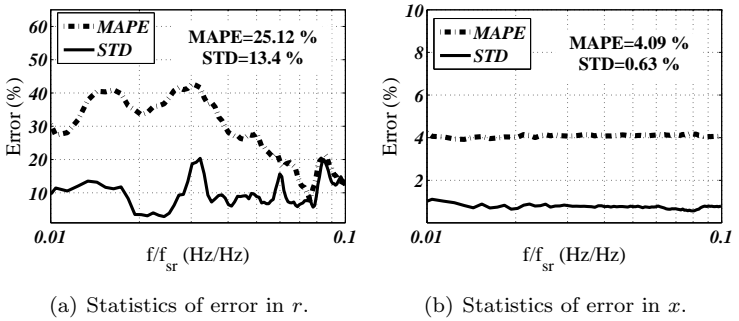 60
50
40
30
20
10
Error (%)
MAPE
STD
MAPE=25.12 %
STD=13.4 %
0.01
0.1
f/f_sr (Hz/Hz)
(a) Statistics of error in r.
10
8
6
4
2
Error (%)
MAPE
STD
MAPE=4.09 %
STD=0.63 %
0.01
0.1
f/f_sr (Hz/Hz)
(b) Statistics of error in x.